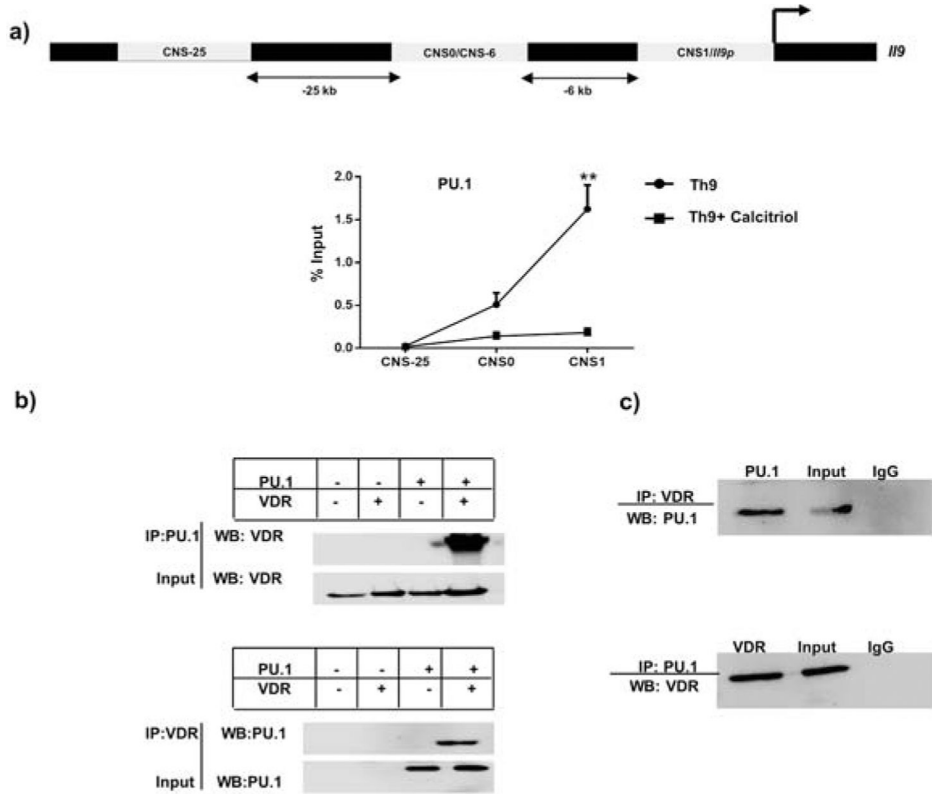 a)
CNS-25
CNS0/CNS-6
CNS1/Il9p
Il9
-25 kb
-6 kb
PU.1
**
2.0
1.5
1.0
0.5
0.0
% Input
CNS-25 CNS0 CNS1
Th9
Th9+ Calcitriol
b)
PU.1 - - + +
VDR - + - +
IP:PU.1 WB: VDR
Input WB: VDR
PU.1 - - + +
VDR - + - +
IP:VDR WB:PU.1
Input WB:PU.1
c)
PU.1 Input IgG
IP: VDR
WB: PU.1
VDR Input IgG
IP: PU.1
WB: VDR